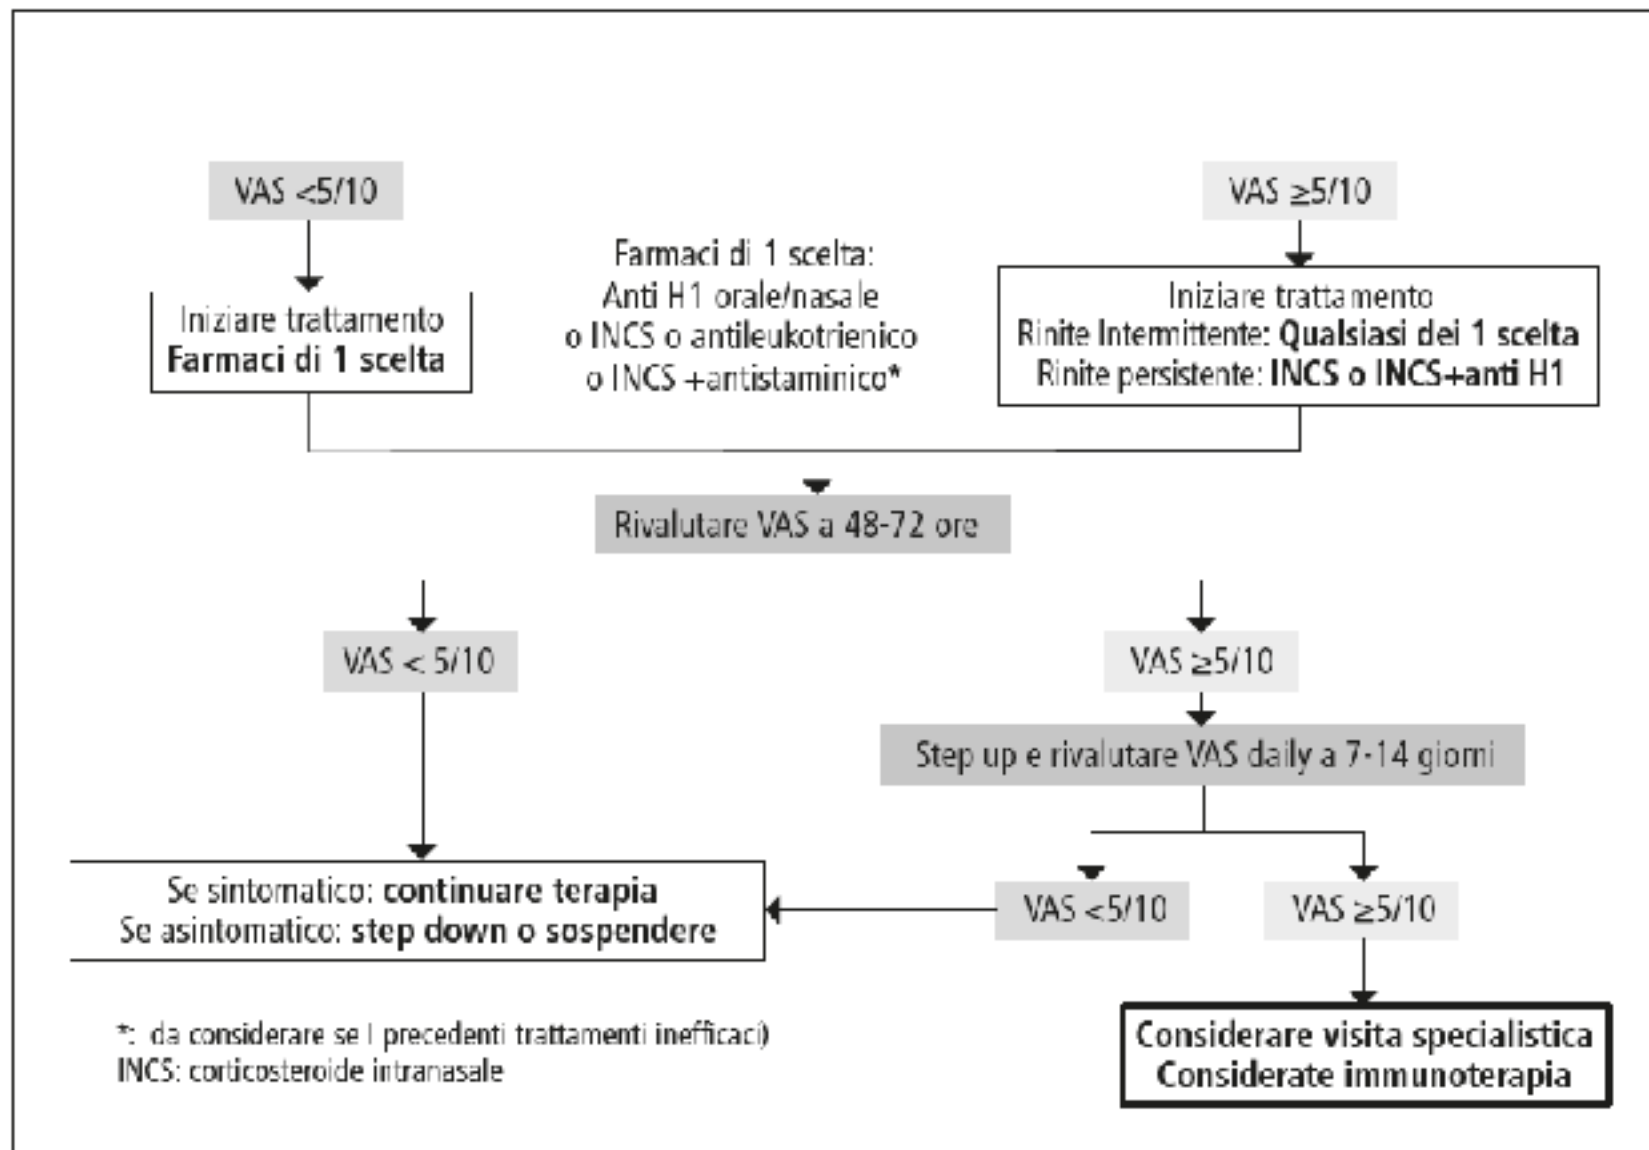 VAS <5/10
VAS ≥5/10
Farmaci di 1 scelta:
Anti H1 orale/nasale
o INCS o antileukotrienico
o INCS +antistaminico*
Iniziare trattamento
Farmaci di 1 scelta
Iniziare trattamento
Rinite Intermittente: Qualsiasi dei 1 scelta
Rinite persistente: INCS o INCS+anti H1
Rivalutare VAS a 48-72 ore
VAS < 5/10
VAS ≥5/10
Step up e rivalutare VAS daily a 7-14 giorni
Se sintomatico: continuare terapia
Se asintomatico: step down o sospendere
VAS <5/10
VAS ≥5/10
*: da considerare se I precedenti trattamenti inefficaci)
INCS: corticosteroide intranasale
Considerare visita specialistica
Considerate immunoterapia